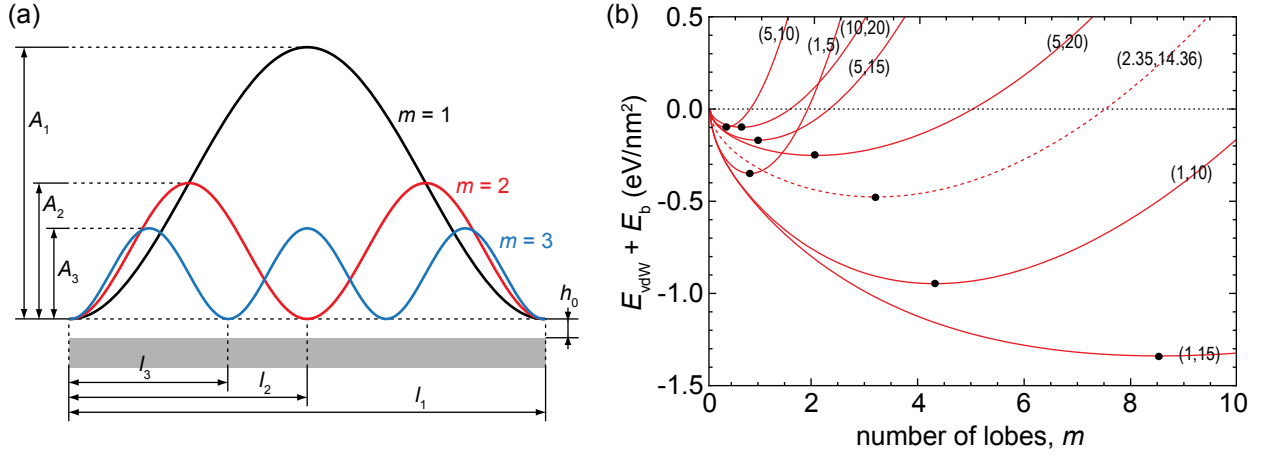 (a)
A1
A2
A3
m = 1
m = 2
m = 3
h0
l3
l2
l1
(b)
EvdW + Eb (eV/nm²)
0.5
0.0
-0.5
-1.0
-1.5
(5,10)
(1,5)
(10,20)
(5,15)
(5,20)
(2.35,14.36)
(1,10)
(1,15)
0
2
4
6
8
10
number of lobes, m